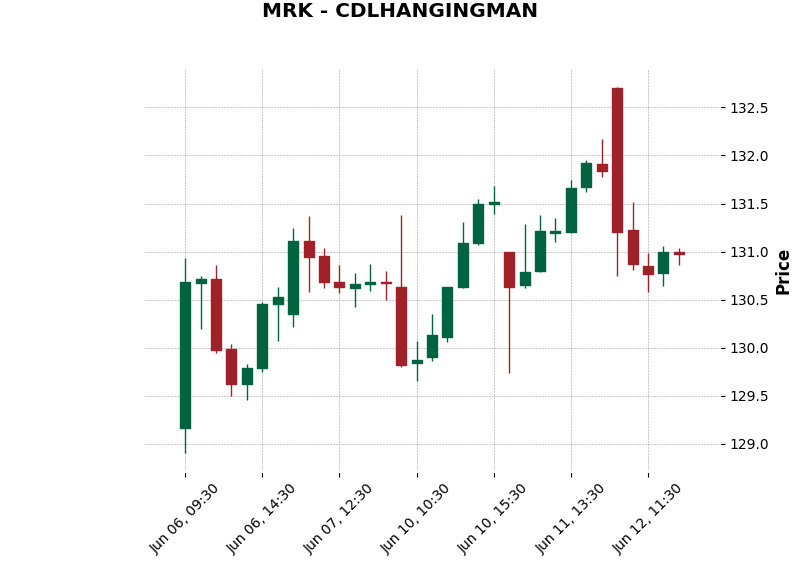 MRK - CDLHANGINGMAN
132.5
132.0
131.5
131.0
130.5
130.0
129.5
129.0
Price
Jun 06, 09:30
Jun 06, 14:30
Jun 07, 12:30
Jun 10, 10:30
Jun 10, 15:30
Jun 11, 13:30
Jun 12, 11:30